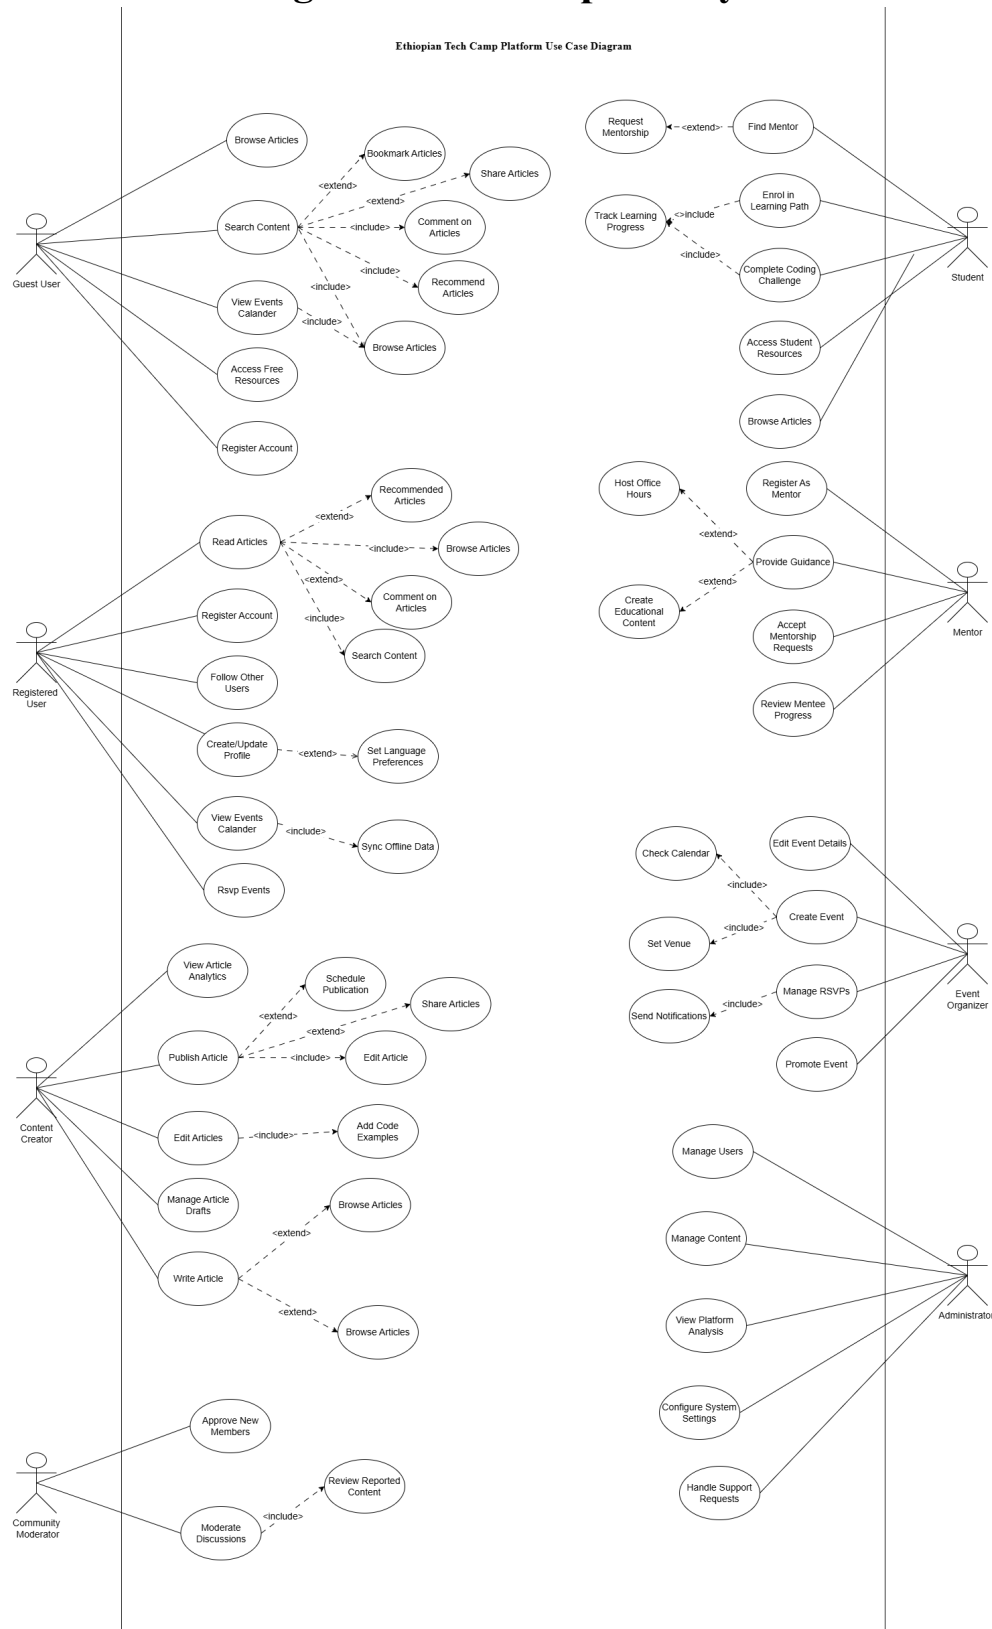 Ethiopian Tech Camp Platform Use Case Diagram
Guest User
Browse Articles
Search Content
View Events
Calander
Access Free
Resources
Register Account
<extend>
<extend>
<include>
<include>
<include>
<include>
Bookmark Articles
Share Articles
Comment on
Articles
Recommend
Articles
Browse Articles
Request
Mentorship
<extend>
Find Mentor
Track Learning
Progress
<>include
<include>
Enrol in
Learning Path
Complete Coding
Challenge
Access Student
Resources
Browse Articles
Student
Registered
User
Read Articles
Register Account
Follow Other
Users
Create/Update
Profile
View Events
Calander
Rsvp Events
<extend>
<include>
<extend>
<include>
<extend>
<include>
Recommended
Articles
Browse Articles
Comment on
Articles
Search Content
Set Language
Preferences
Sync Offline Data
Host Office
Hours
Create
Educational
Content
<extend>
<extend>
Register As
Mentor
Provide Guidance
Accept
Mentorship
Requests
Review Mentee
Progress
Mentor
Check Calendar
Set Venue
Send Notifications
<include>
<include>
<include>
Edit Event Details
Create Event
Manage RSVPs
Promote Event
Event
Organizer
Content
Creator
View Article
Analytics
Publish Article
Edit Articles
Manage Article
Drafts
Write Article
<extend>
<extend>
<include>
<include>
<extend>
<extend>
Schedule
Publication
Share Articles
Edit Article
Add Code
Examples
Browse Articles
Browse Articles
Manage Users
Manage Content
View Platform
Analysis
Configure System
Settings
Handle Support
Requests
Administrator
Community
Moderator
Approve New
Members
Moderate
Discussions
<include>
Review Reported
Content